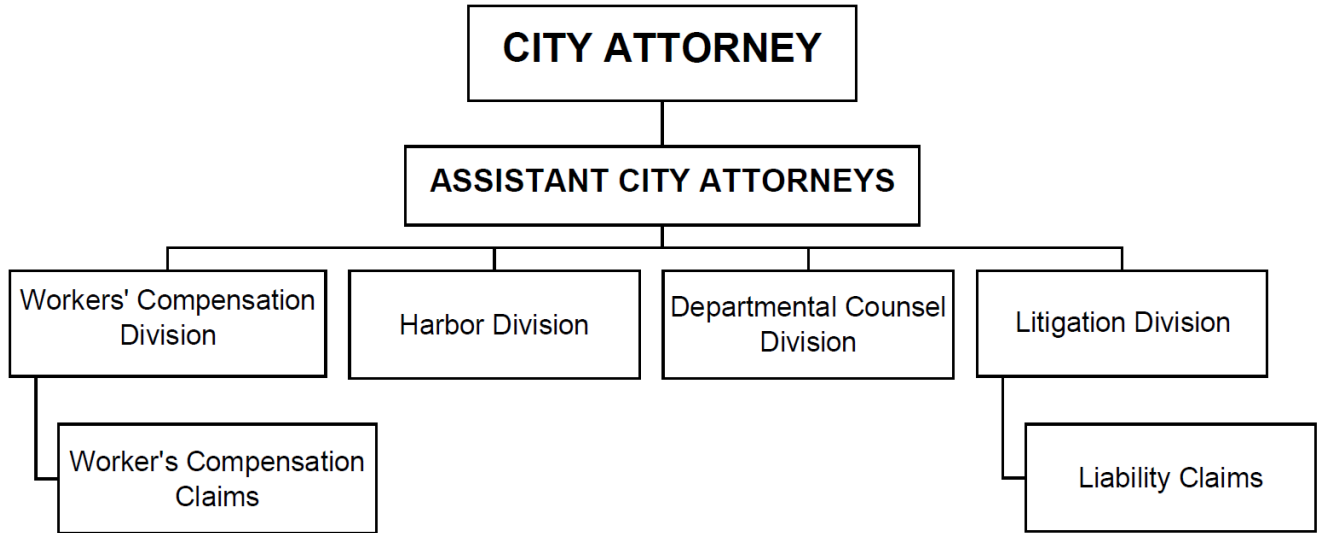 CITY ATTORNEY
ASSISTANT CITY ATTORNEYS
Workers' Compensation
Division
Harbor Division
Departmental Counsel
Division
Litigation Division
Worker's Compensation
Claims
Liability Claims